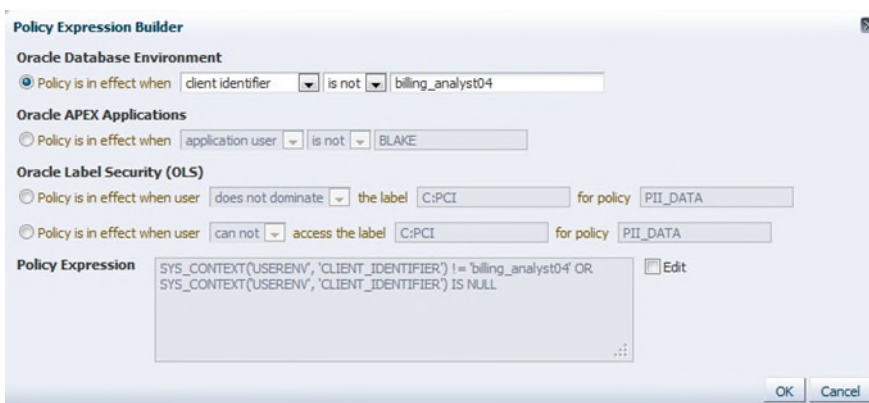 Policy Expression Builder
Oracle Database Environment
Policy is in effect when client identifier is not billing_analyst04
Oracle APEX Applications
Policy is in effect when application user is not BLAKE
Oracle Label Security (OLS)
Policy is in effect when user does not dominate the label C:PCI for policy PII_DATA
Policy is in effect when user can not access the label C:PCI for policy PII_DATA
Policy Expression SYS_CONTEXT('USERENV', 'CLIENT_IDENTIFIER') != 'billing_analyst04' OR Edit
SYS_CONTEXT('USERENV', 'CLIENT_IDENTIFIER') IS NULL
OK Cancel